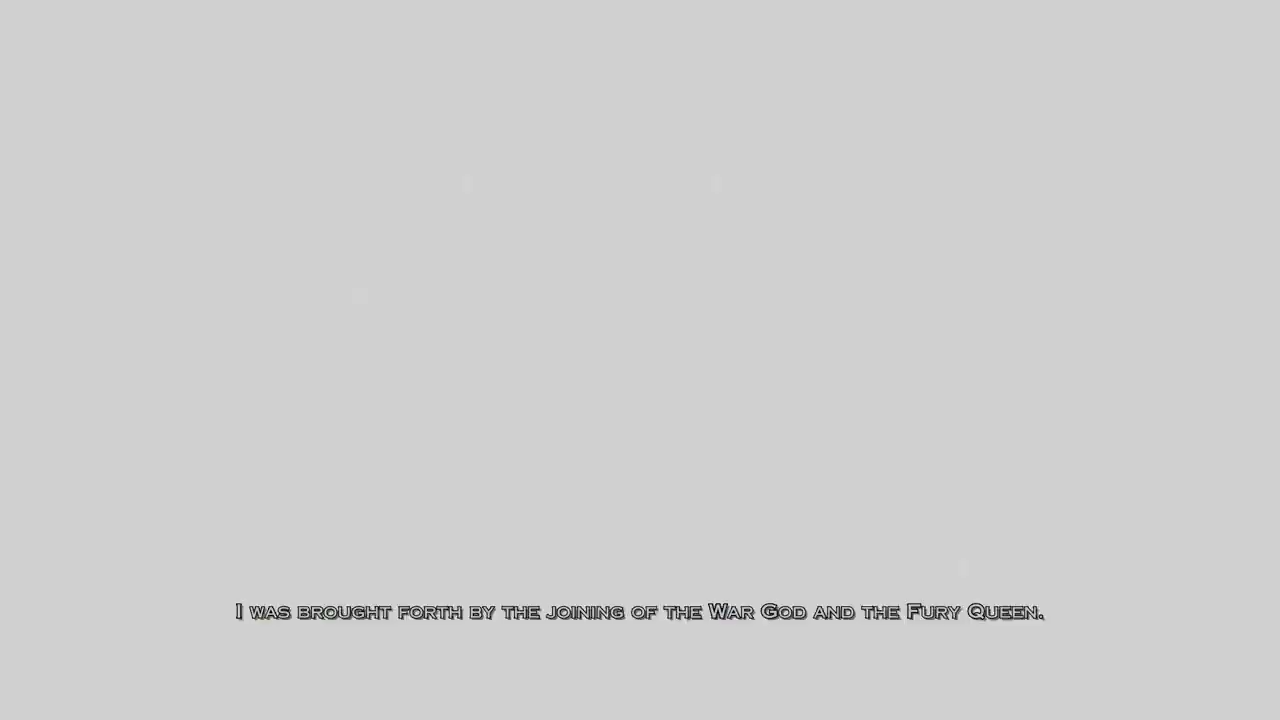 I was brought forth by the joining of the War God and the Fury Queen.